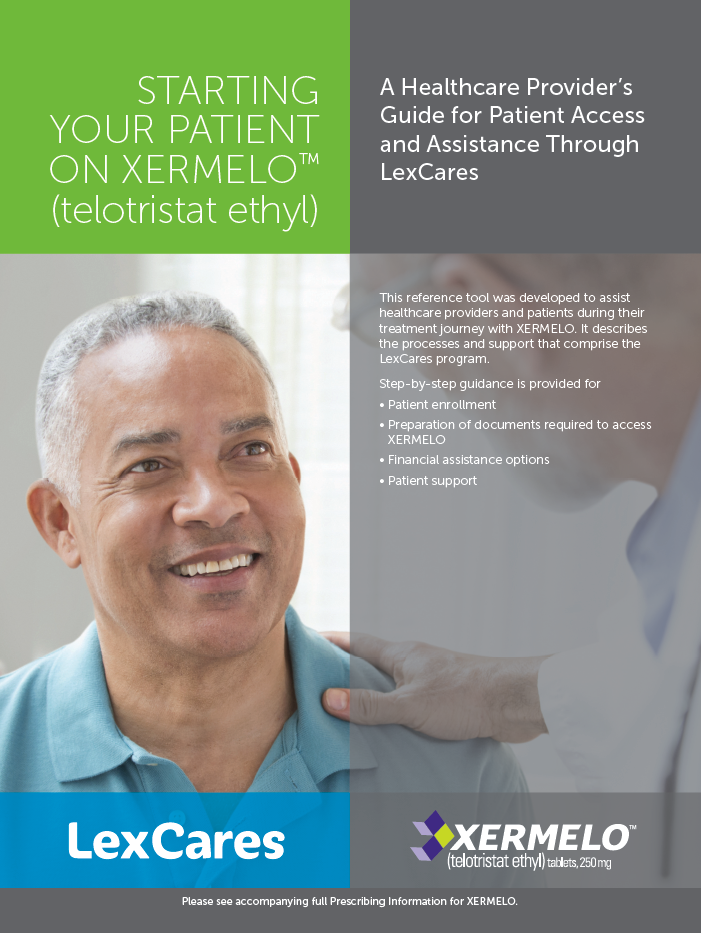 STARTING
YOUR PATIENT
ON XERMELO™
(telotristat ethyl)
A Healthcare Provider’s
Guide for Patient Access
and Assistance Through
LexCares
This reference tool was developed to assist
healthcare providers and patients during their
treatment journey with XERMELO. It describes
the processes and support that comprise the
LexCares program.
Step-by-step guidance is provided for
• Patient enrollment
• Preparation of documents required to access
XERMELO
• Financial assistance options
• Patient support
LexCares
XERMELO™
(telotristat ethyl) tablets, 250 mg
Please see accompanying full Prescribing Information for XERMELO.